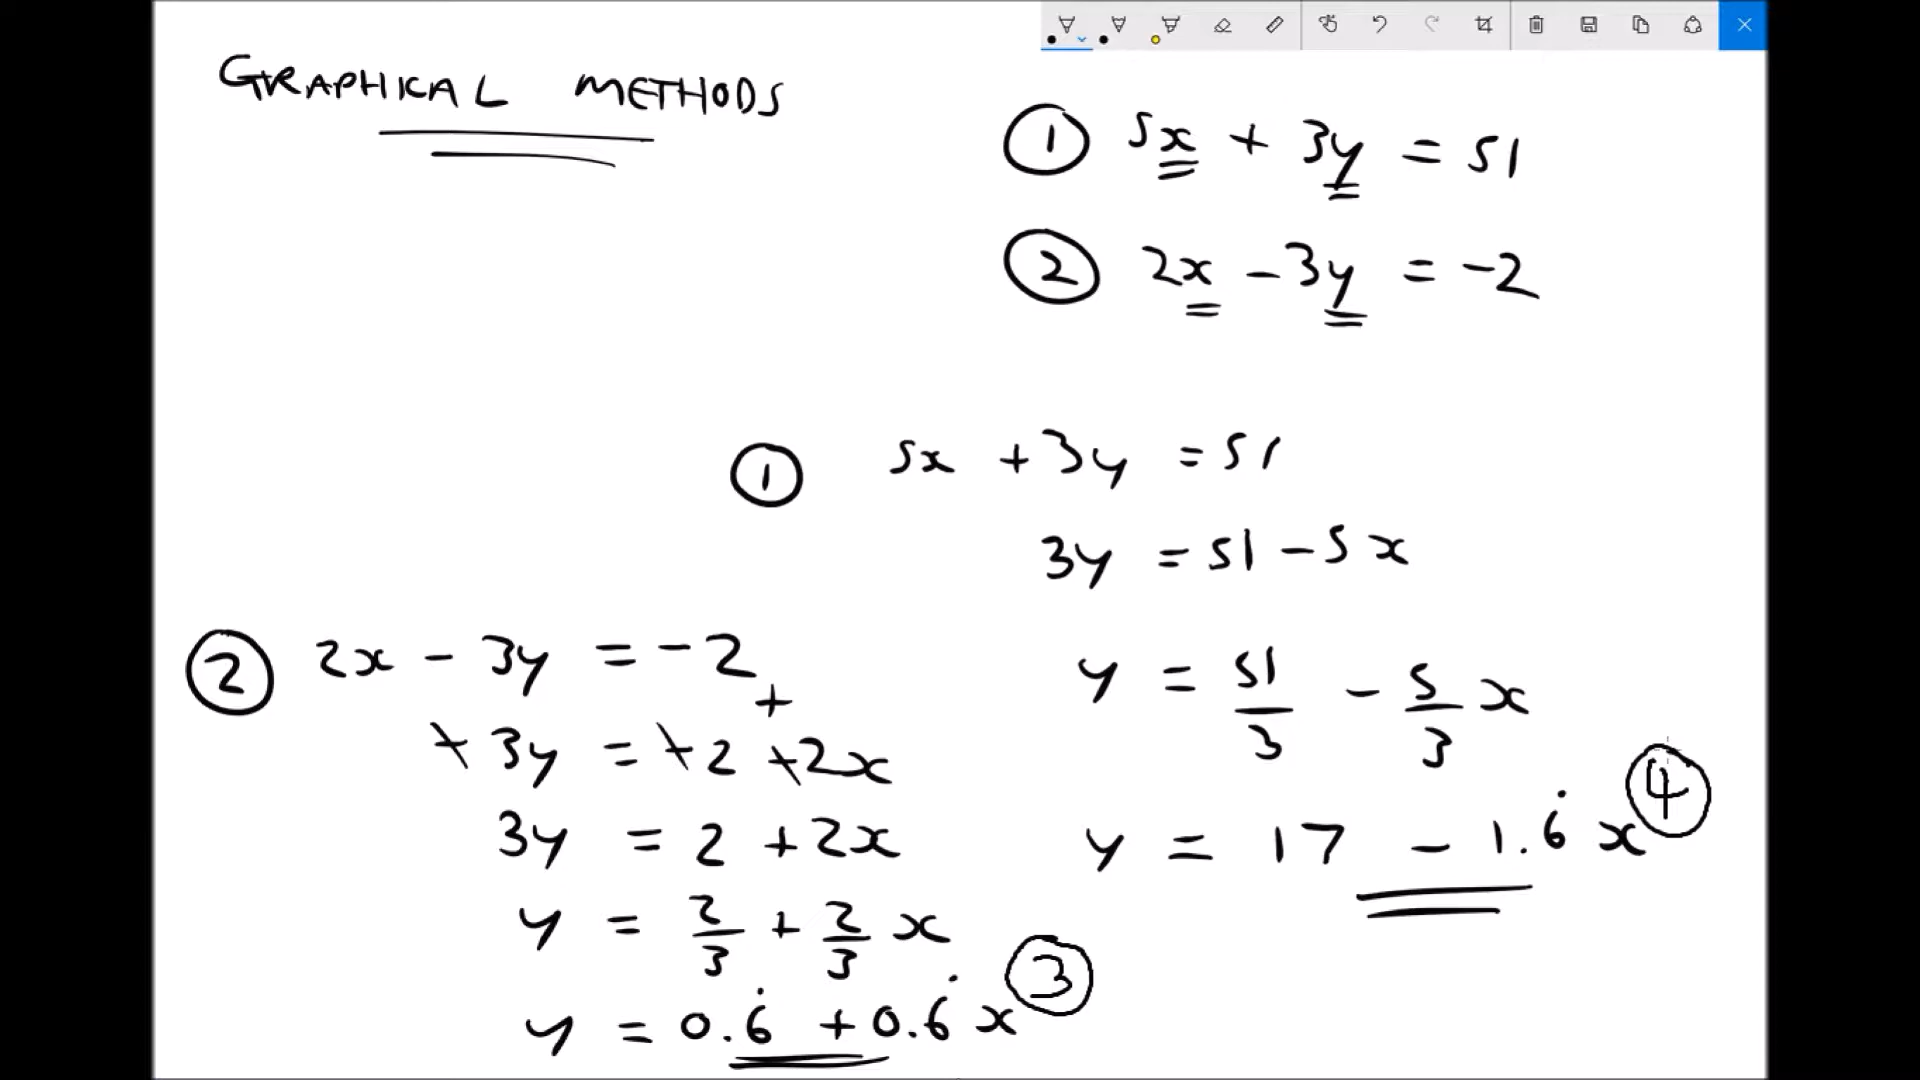 GRAPHICAL METHODS
① 5x + 3y = 51
② 2x - 3y = -2
① 5x + 3y = 51
3y = 51 - 5x
y = 51/3 - 5/3 x
y = 17 - 1.6̇ x ④
② 2x - 3y = -2
+3y = +2 +2x
+
3y = 2 + 2x
y = 2/3 + 2/3 x
y = 0.6̇ + 0.6̇ x ③